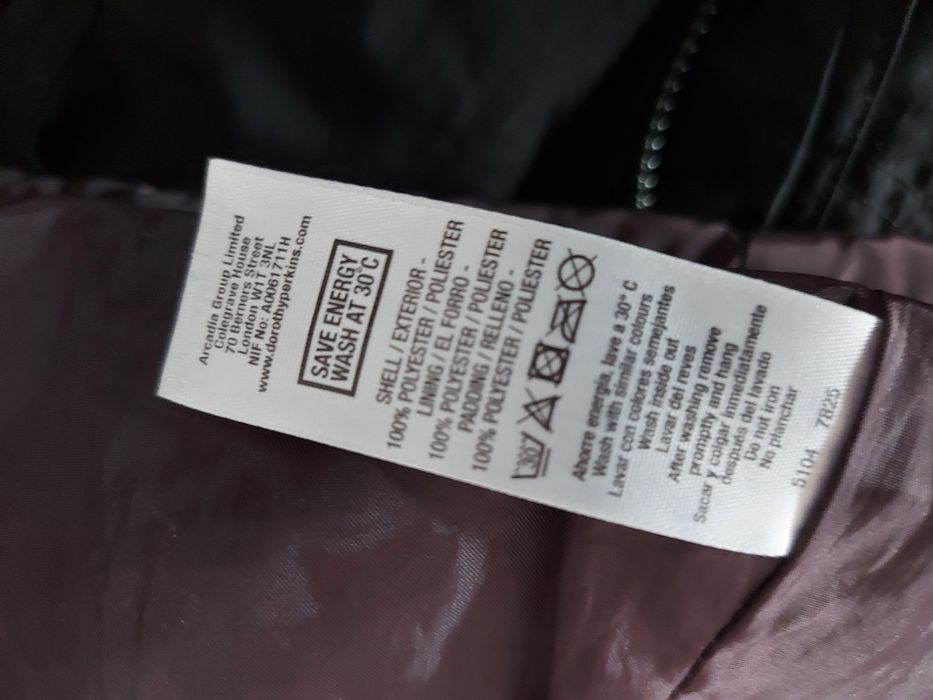 Arcadia Group Limited
Colegrave House
70 Berners Street
London W1T 3NL
NIF No: A0061711H
www.dorothyperkins.com
SAVE ENERGY
WASH AT 30°C
SHELL / EXTERIOR -
100% POLYESTER / POLIESTER
LINING / EL FORRO -
100% POLYESTER / POLIESTER
PADDING / RELLENO -
100% POLYESTER / POLIESTER
30°
Ahorre energía, lave a 30° C
Wash with similar colours
Lavar con colores semejantes
Wash inside out
Lavar del reves
After washing remove
promptly and hang
Sacar y colgar inmediatamente
después del lavado
Do not iron
No planchar
5104 7825